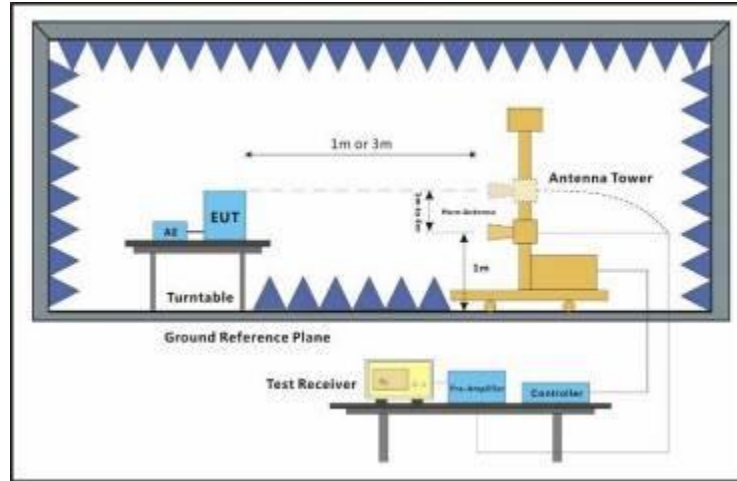 1m or 3m
Antenna Tower
EUT
AE
Horn Antenna
1m
Turntable
Ground Reference Plane
Test Receiver
Pre-Amplifier
Controller